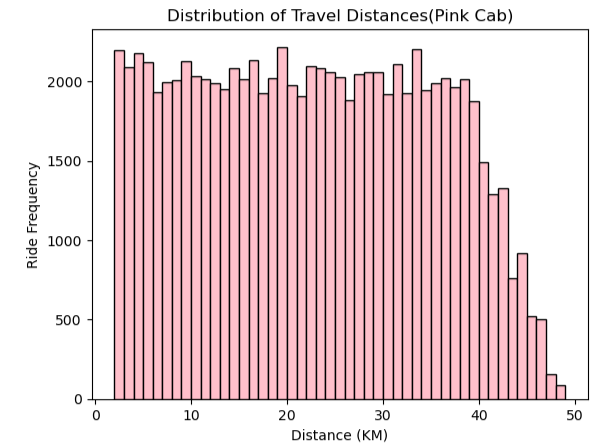 Distribution of Travel Distances(Pink Cab)
Ride Frequency
2000
1500
1000
500
0
0 10 20 30 40 50
Distance (KM)